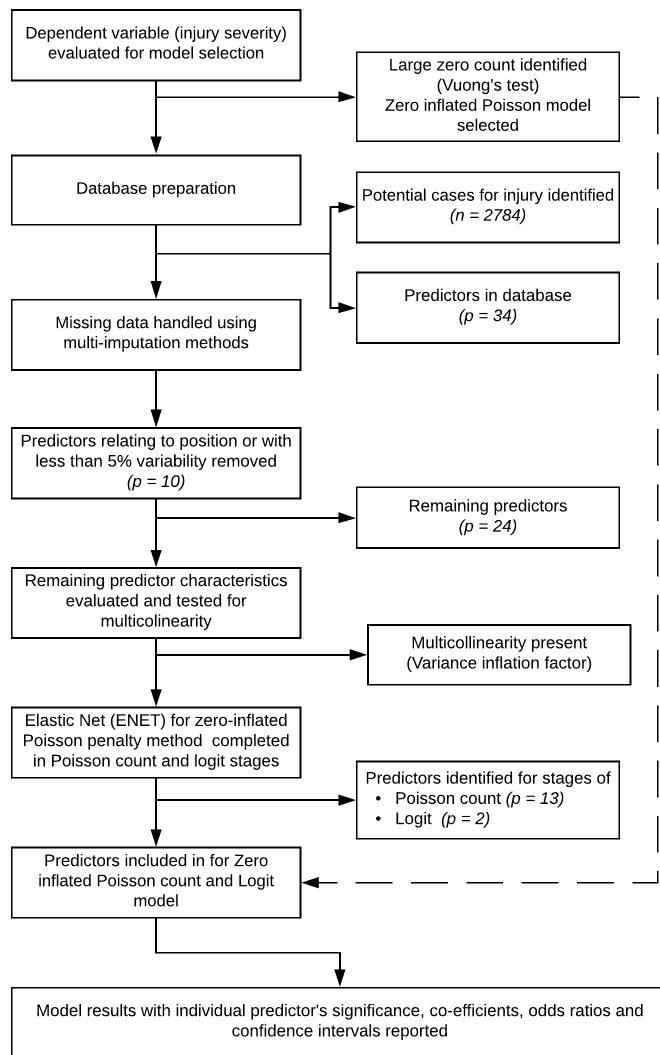 Dependent variable (injury severity)
evaluated for model selection
Large zero count identified
(Vuong's test)
Zero inflated Poisson model
selected
Database preparation
Potential cases for injury identified
(n = 2784)
Predictors in database
(p = 34)
Missing data handled using
multi-imputation methods
Predictors relating to position or with
less than 5% variability removed
(p = 10)
Remaining predictors
(p = 24)
Remaining predictor characteristics
evaluated and tested for
multicolinearity
Multicollinearity present
(Variance inflation factor)
Elastic Net (ENET) for zero-inflated
Poisson penalty method completed
in Poisson count and logit stages
Predictors identified for stages of
• Poisson count (p = 13)
• Logit (p = 2)
Predictors included in for Zero
inflated Poisson count and Logit
model
Model results with individual predictor's significance, co-efficients, odds ratios and
confidence intervals reported